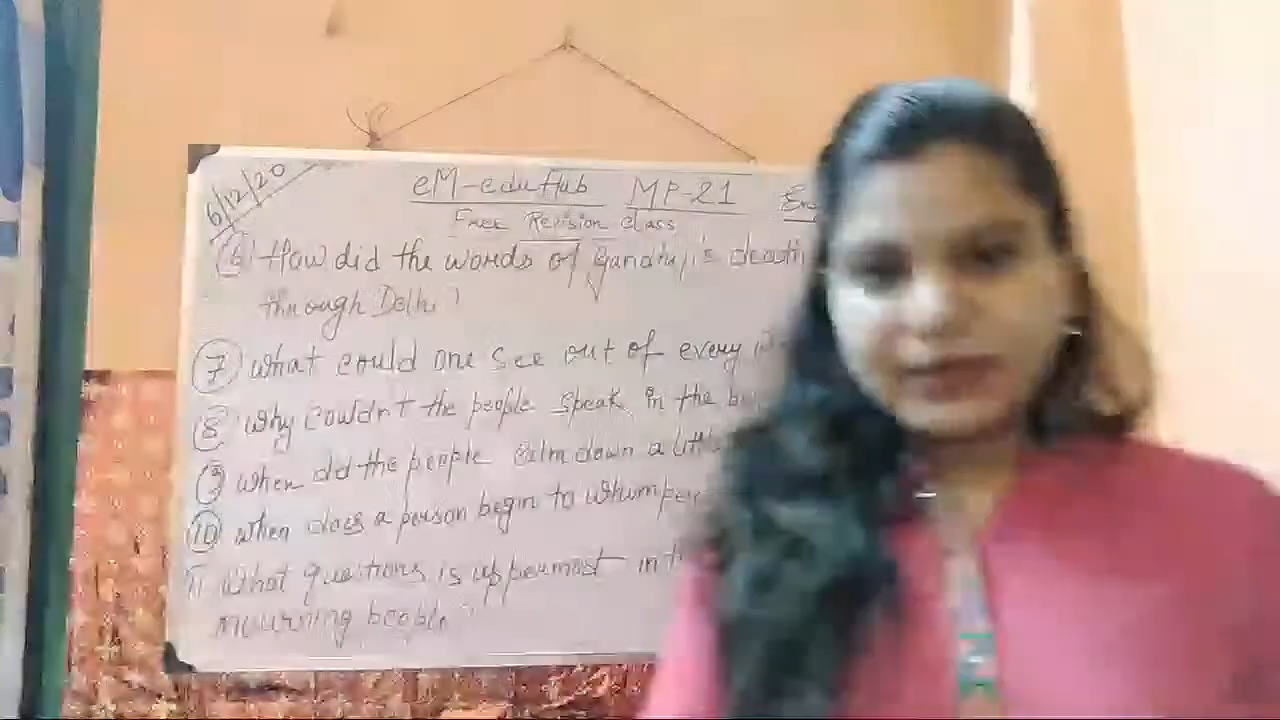 6/12/20
eM-edu Hub MP-21
Free Revision Class
6 How did the words of Gandhiji's death
through Delhi?
7 What could one see out of every
8 Why couldn't the people speak in the
9 When did the people calm down a little
10 When does a person begin to whimper
11 What questions is uppermost in
mourning people?